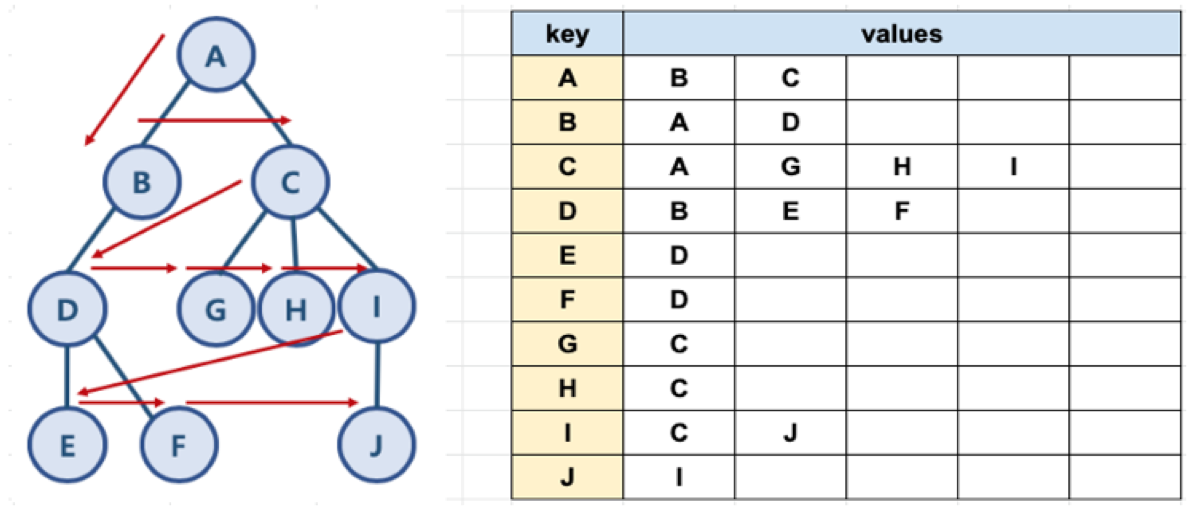 A
B C
D G H I
E F J
key values
A B C
B A D
C A G H I
D B E F
E D
F D
G C
H C
I C J
J I